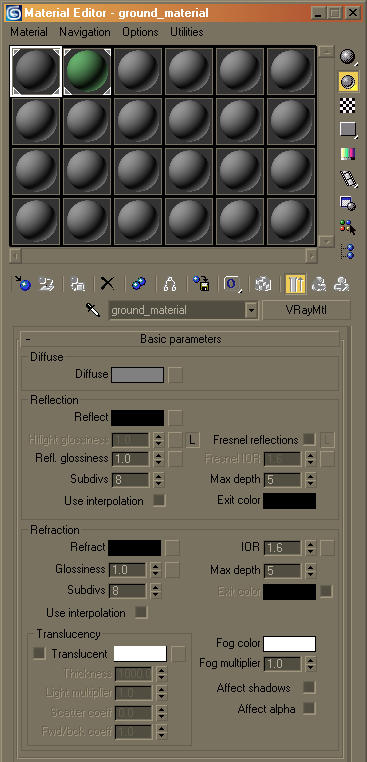 Material Editor - ground_material
Material Navigation Options Utilities
ground_material VRayMtl
- Basic parameters
Diffuse
Diffuse
Reflection
Reflect
Hilight glossiness 1.0 L Fresnel reflections L
Refl. glossiness 1.0 Fresnel IOR 1.6
Subdivs 8 Max depth 5
Use interpolation Exit color
Refraction
Refract IOR 1.6
Glossiness 1.0 Max depth 5
Subdivs 8 Exit color
Use interpolation
Translucency
Translucent Fog color
Thickness 1000.0 Fog multiplier 1.0
Light multiplier 1.0 Affect shadows
Scatter coeff 0.0 Affect alpha
Fwd/bck coeff 1.0